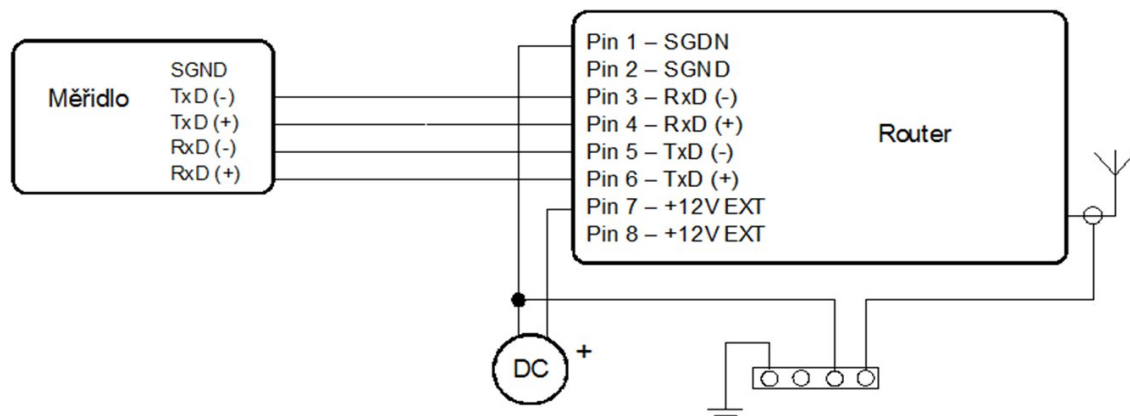 Měřidlo
SGND
TxD (-)
TxD (+)
RxD (-)
RxD (+)
Pin 1 – SGDN
Pin 2 – SGND
Pin 3 – RxD (-)
Pin 4 – RxD (+)
Pin 5 – TxD (-)
Pin 6 – TxD (+)
Pin 7 – +12V EXT
Pin 8 – +12V EXT
Router
DC
+